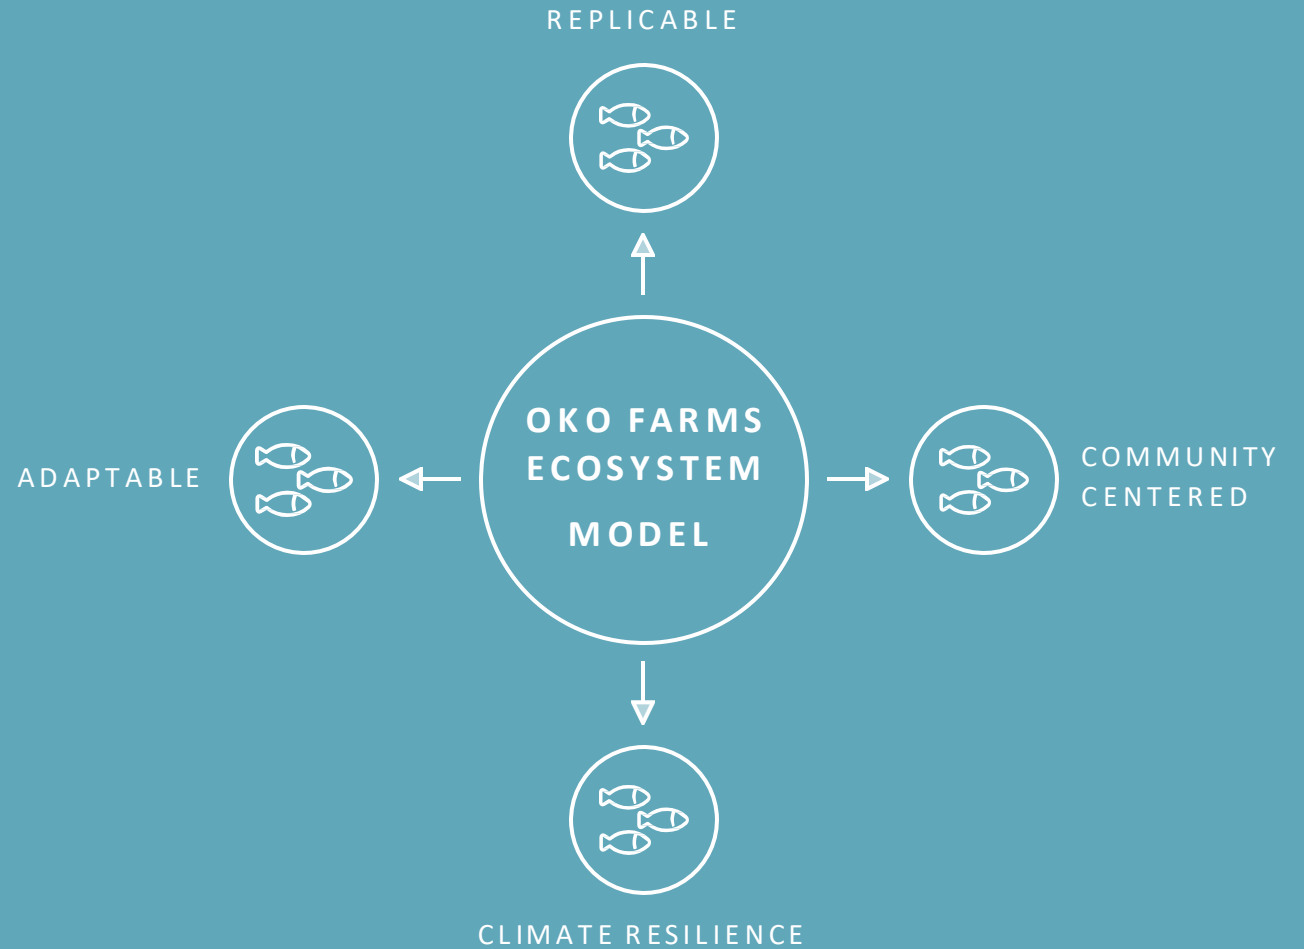 REPLICABLE
OKO FARMS
ECOSYSTEM
MODEL
ADAPTABLE
COMMUNITY
CENTERED
CLIMATE RESILIENCE